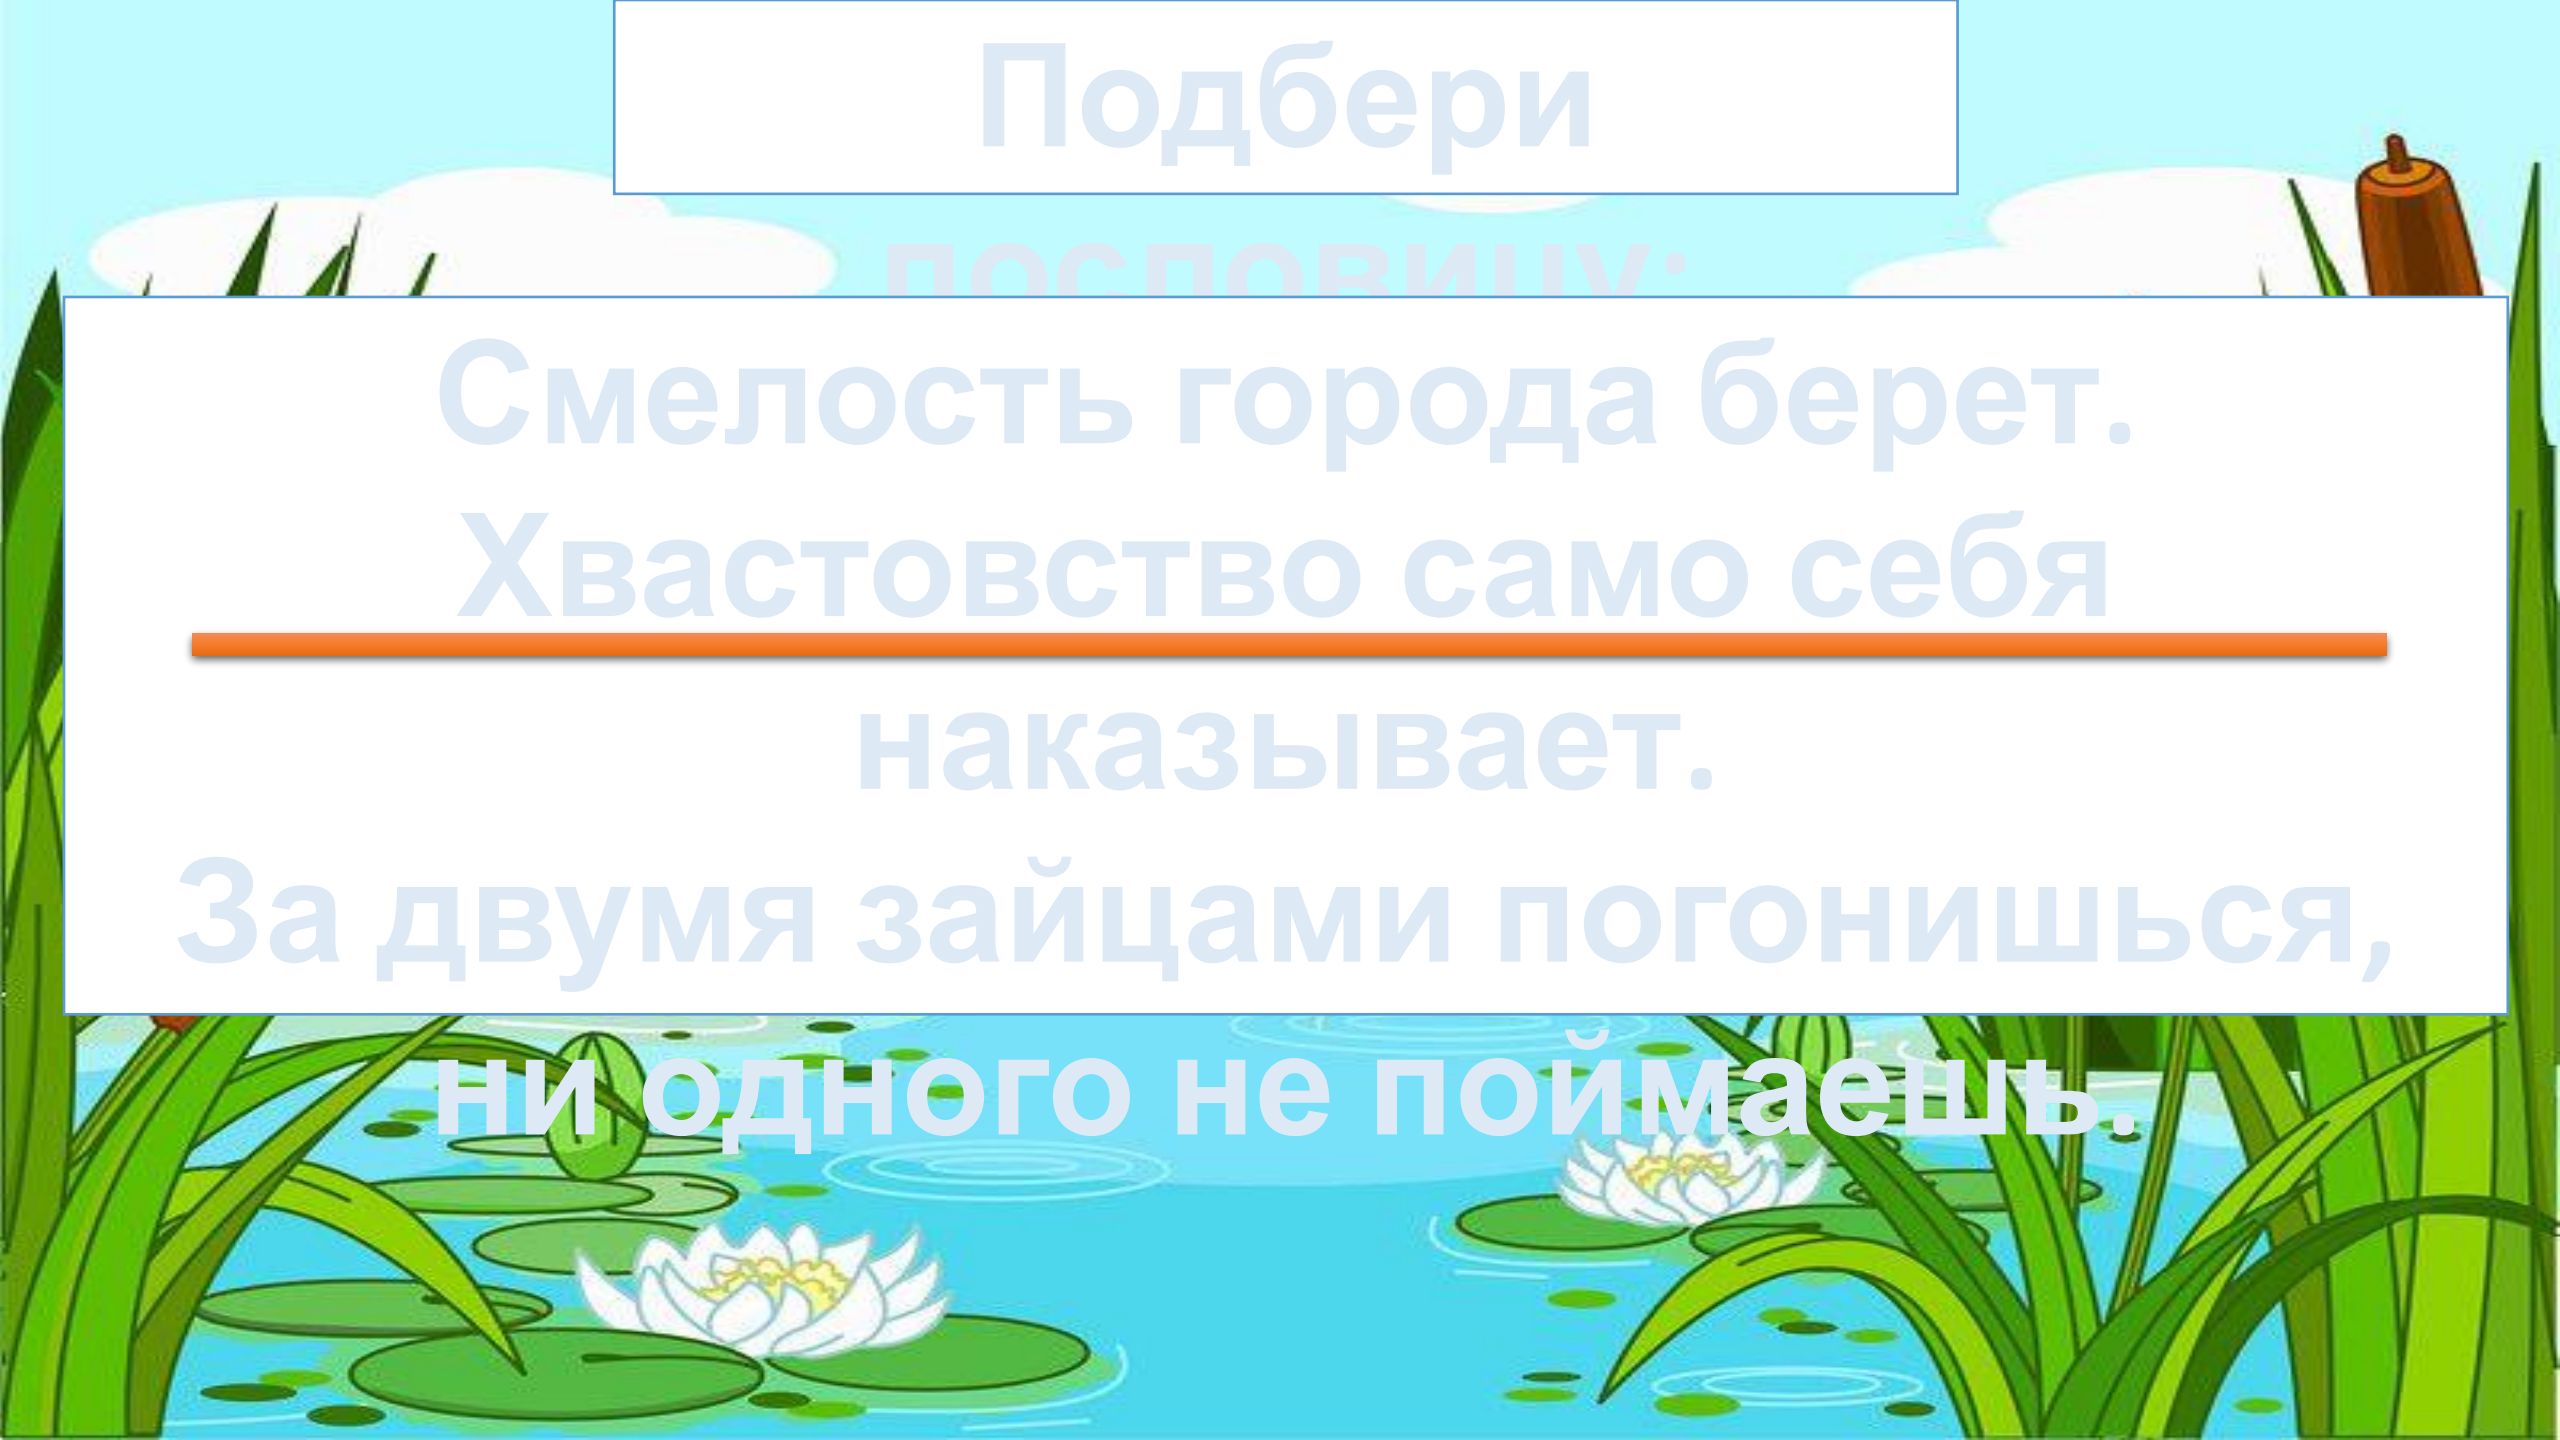 Подбери
пословицу:
Смелость города берет.
Хвастовство само себя
наказывает.
За двумя зайцами погонишься,
ни одного не поймаешь.